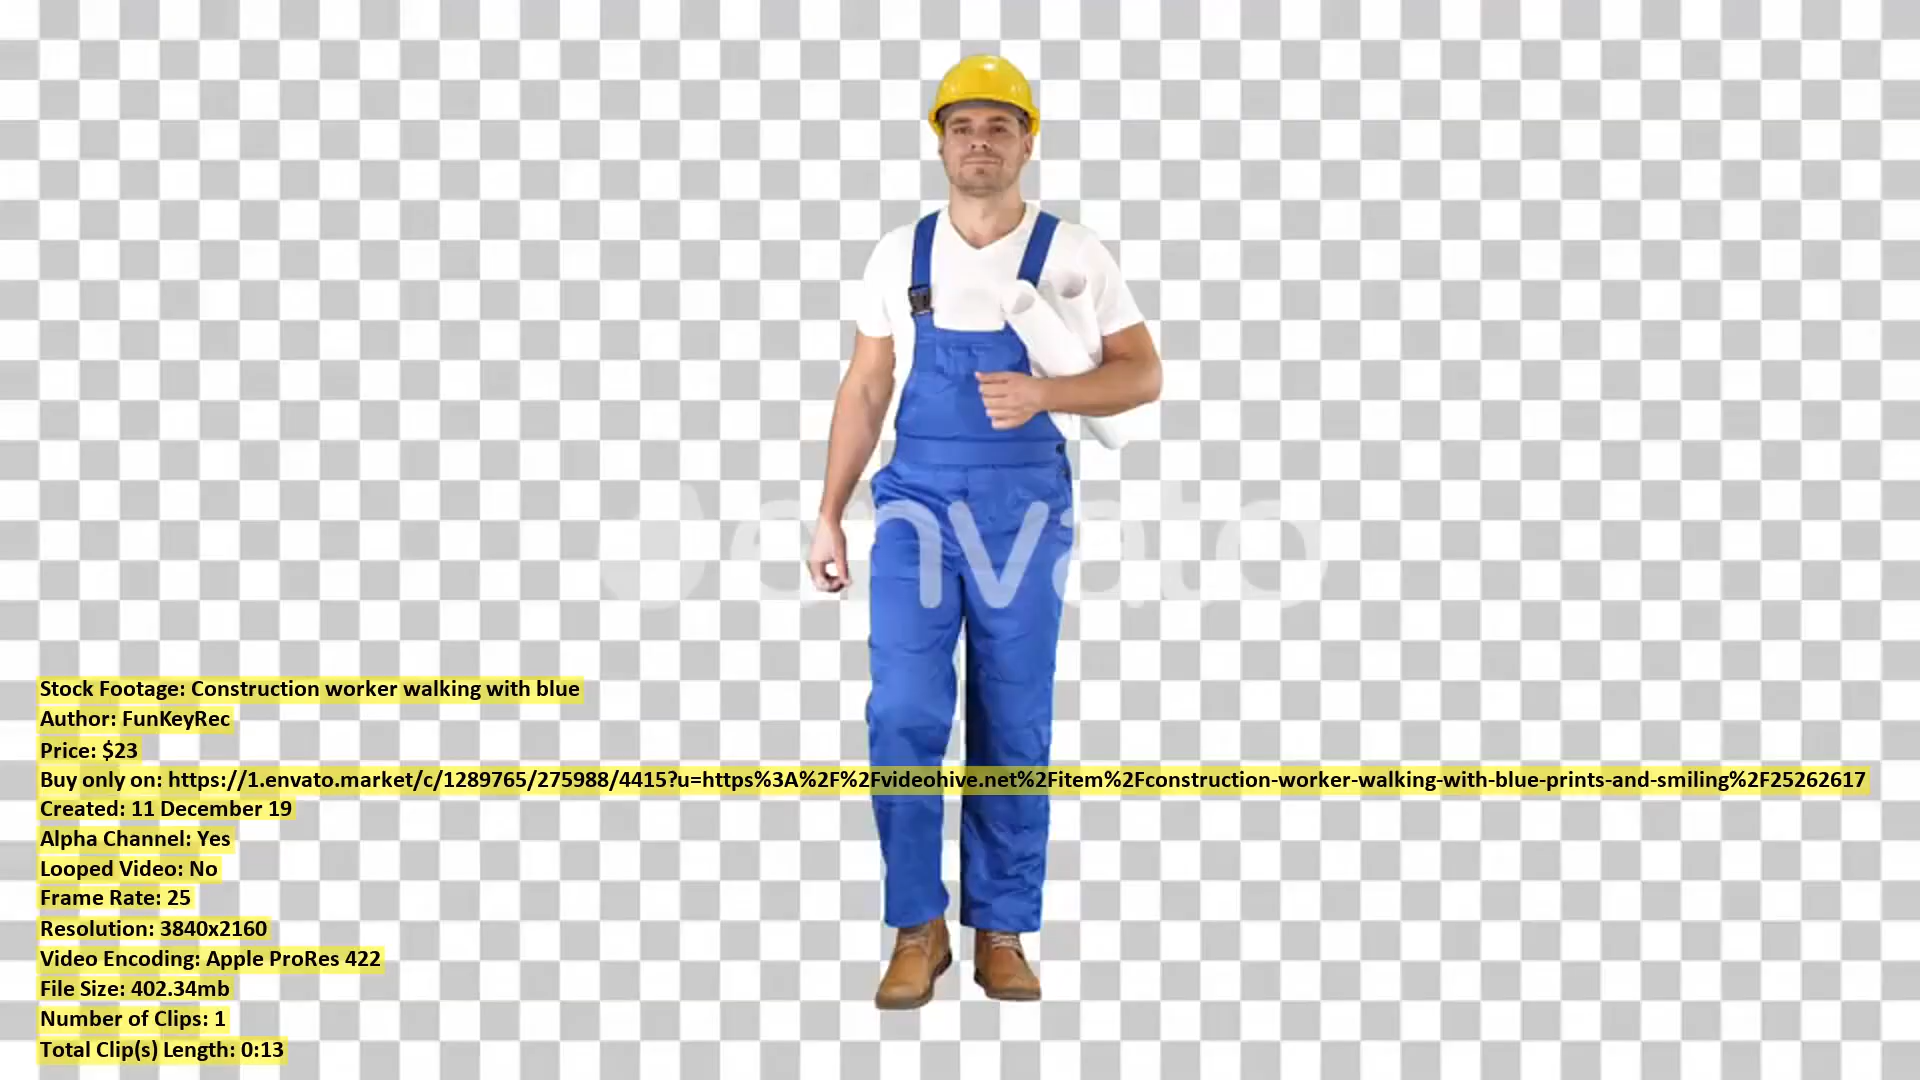 envato
Stock Footage: Construction worker walking with blue
Author: FunKeyRec
Price: $23
Buy only on: https://1.envato.market/c/1289765/275988/4415?u=https%3A%2F%2Fvideohive.net%2Fitem%2Fconstruction-worker-walking-with-blue-prints-and-smiling%2F25262617
Created: 11 December 19
Alpha Channel: Yes
Looped Video: No
Frame Rate: 25
Resolution: 3840x2160
Video Encoding: Apple ProRes 422
File Size: 402.34mb
Number of Clips: 1
Total Clip(s) Length: 0:13